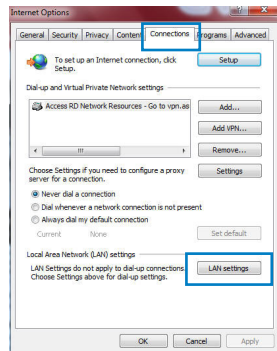 Internet Options
General Security Privacy Content Connections Programs Advanced
To set up an Internet connection, click
Setup.
Setup
Dial-up and Virtual Private Network settings
Access RD Network Resources - Go to vpn.as
Add...
Add VPN...
Remove...
Choose Settings if you need to configure a proxy
server for a connection.
Settings
Never dial a connection
Dial whenever a network connection is not present
Always dial my default connection
Current None
Set default
Local Area Network (LAN) settings
LAN Settings do not apply to dial-up connections.
Choose Settings above for dial-up settings.
LAN settings
OK Cancel Apply